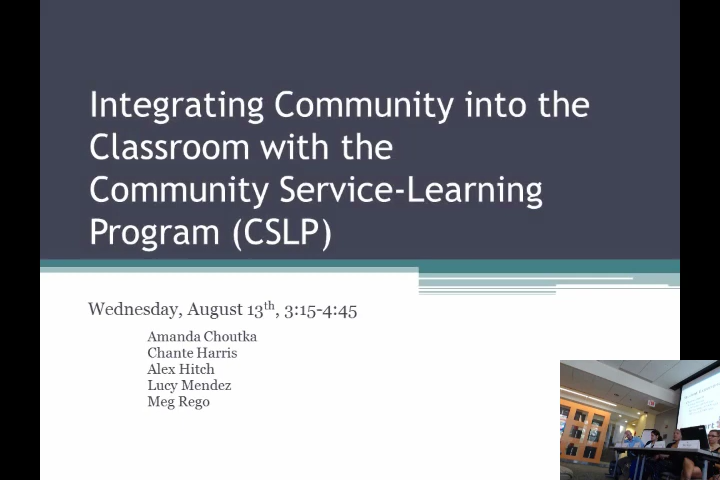 Integrating Community into the
Classroom with the
Community Service-Learning
Program (CSLP)
Wednesday, August 13th, 3:15-4:45
Amanda Choutka
Chante Harris
Alex Hitch
Lucy Mendez
Meg Rego